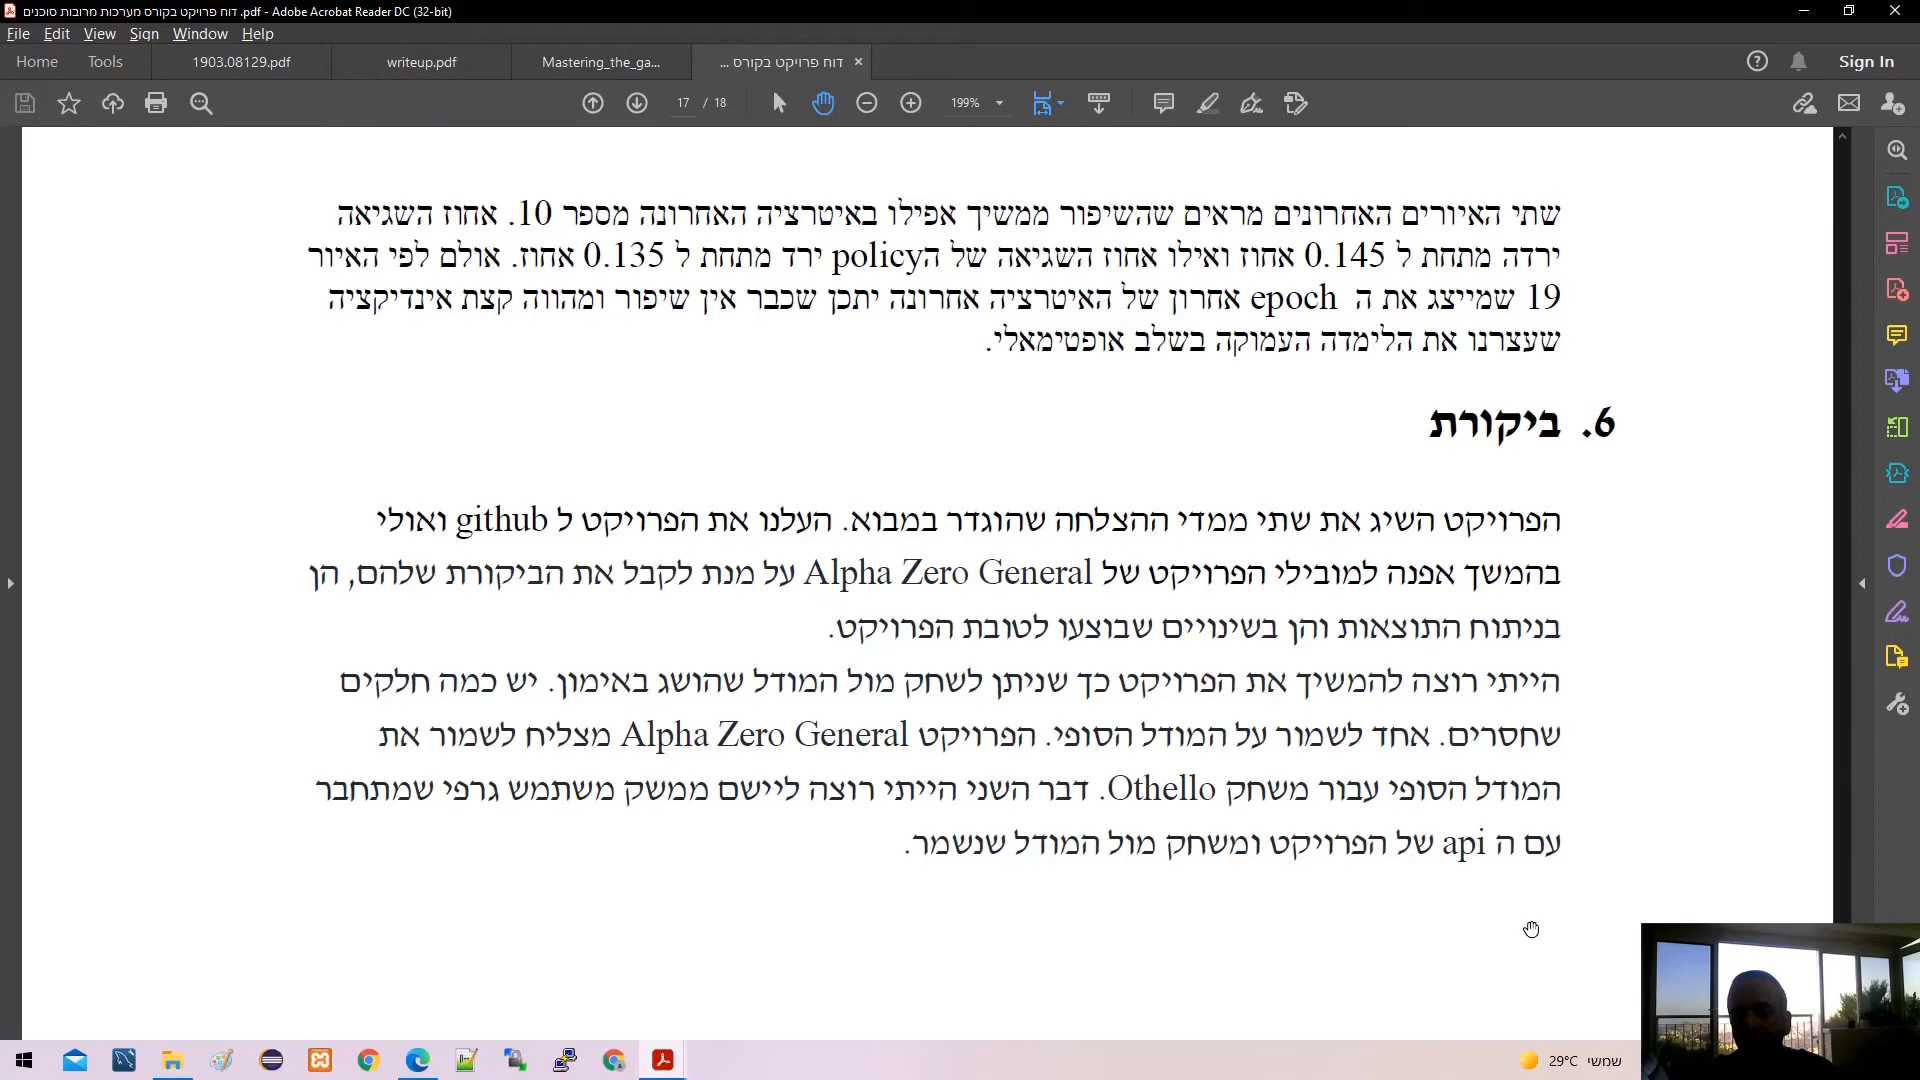 דוח פרויקט בקורס מערכות מרובות סוכנים .pdf - Adobe Acrobat Reader DC (32-bit)
File Edit View Sign Window Help
Home Tools 1903.08129.pdf writeup.pdf Mastering_the_ga... דוח פרויקט בקורס ... Sign In
17 / 18 199%
שתי האיורים האחרונים מראים שהשיפור ממשיך אפילו באיטרציה האחרונה מספר 10. אחוז השגיאה
ירדה מתחת ל 0.145 אחוז ואילו אחוז השגיאה של הpolicy ירד מתחת ל 0.135 אחוז. אולם לפי האיור
19 שמייצג את ה epoch אחרון של האיטרציה אחרונה יתכן שכבר אין שיפור ומהווה קצת אינדיקציה
שעצרנו את הלימדה העמוקה בשלב אופטימאלי.
6. ביקורת
הפרויקט השיג את שתי ממדי ההצלחה שהוגדר במבוא. העלנו את הפרויקט ל github ואולי
בהמשך אפנה למובילי הפרויקט של Alpha Zero General על מנת לקבל את הביקורת שלהם, הן
בניתוח התוצאות והן בשינויים שבוצעו לטובת הפרויקט.
הייתי רוצה להמשיך את הפרויקט כך שניתן לשחק מול המודל שהושג באימון. יש כמה חלקים
שחסרים. אחד לשמור על המודל הסופי. הפרויקט Alpha Zero General מצליח לשמור את
המודל הסופי עבור משחק Othello. דבר השני הייתי רוצה ליישם ממשק משתמש גרפי שמתחבר
עם ה api של הפרויקט ומשחק מול המודל שנשמר.
29°C שמשי